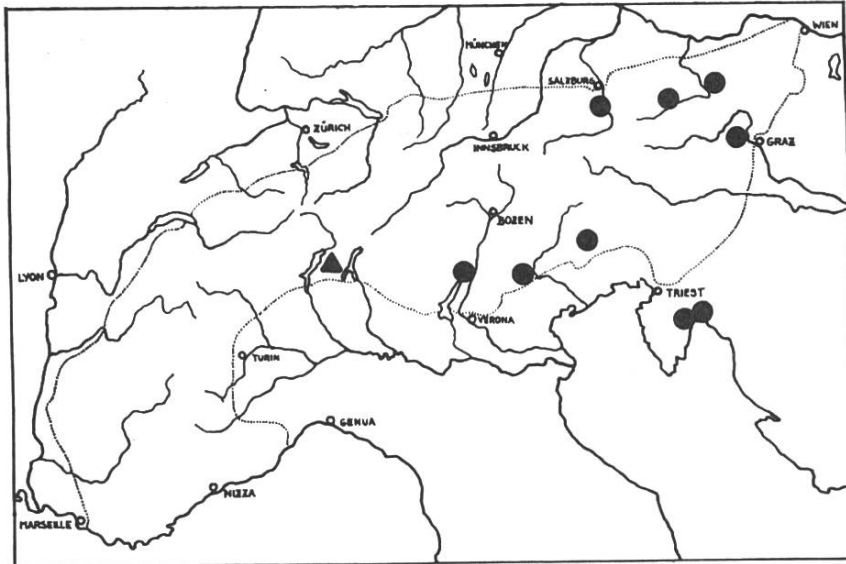 WIEN
MÜNCHEN
SALZBURG
ZÜRICH
INNSBRUCK
GRAZ
BOZEN
LYON
TRIEST
VERONA
TURIN
GENUA
NIZZA
MARSEILLE